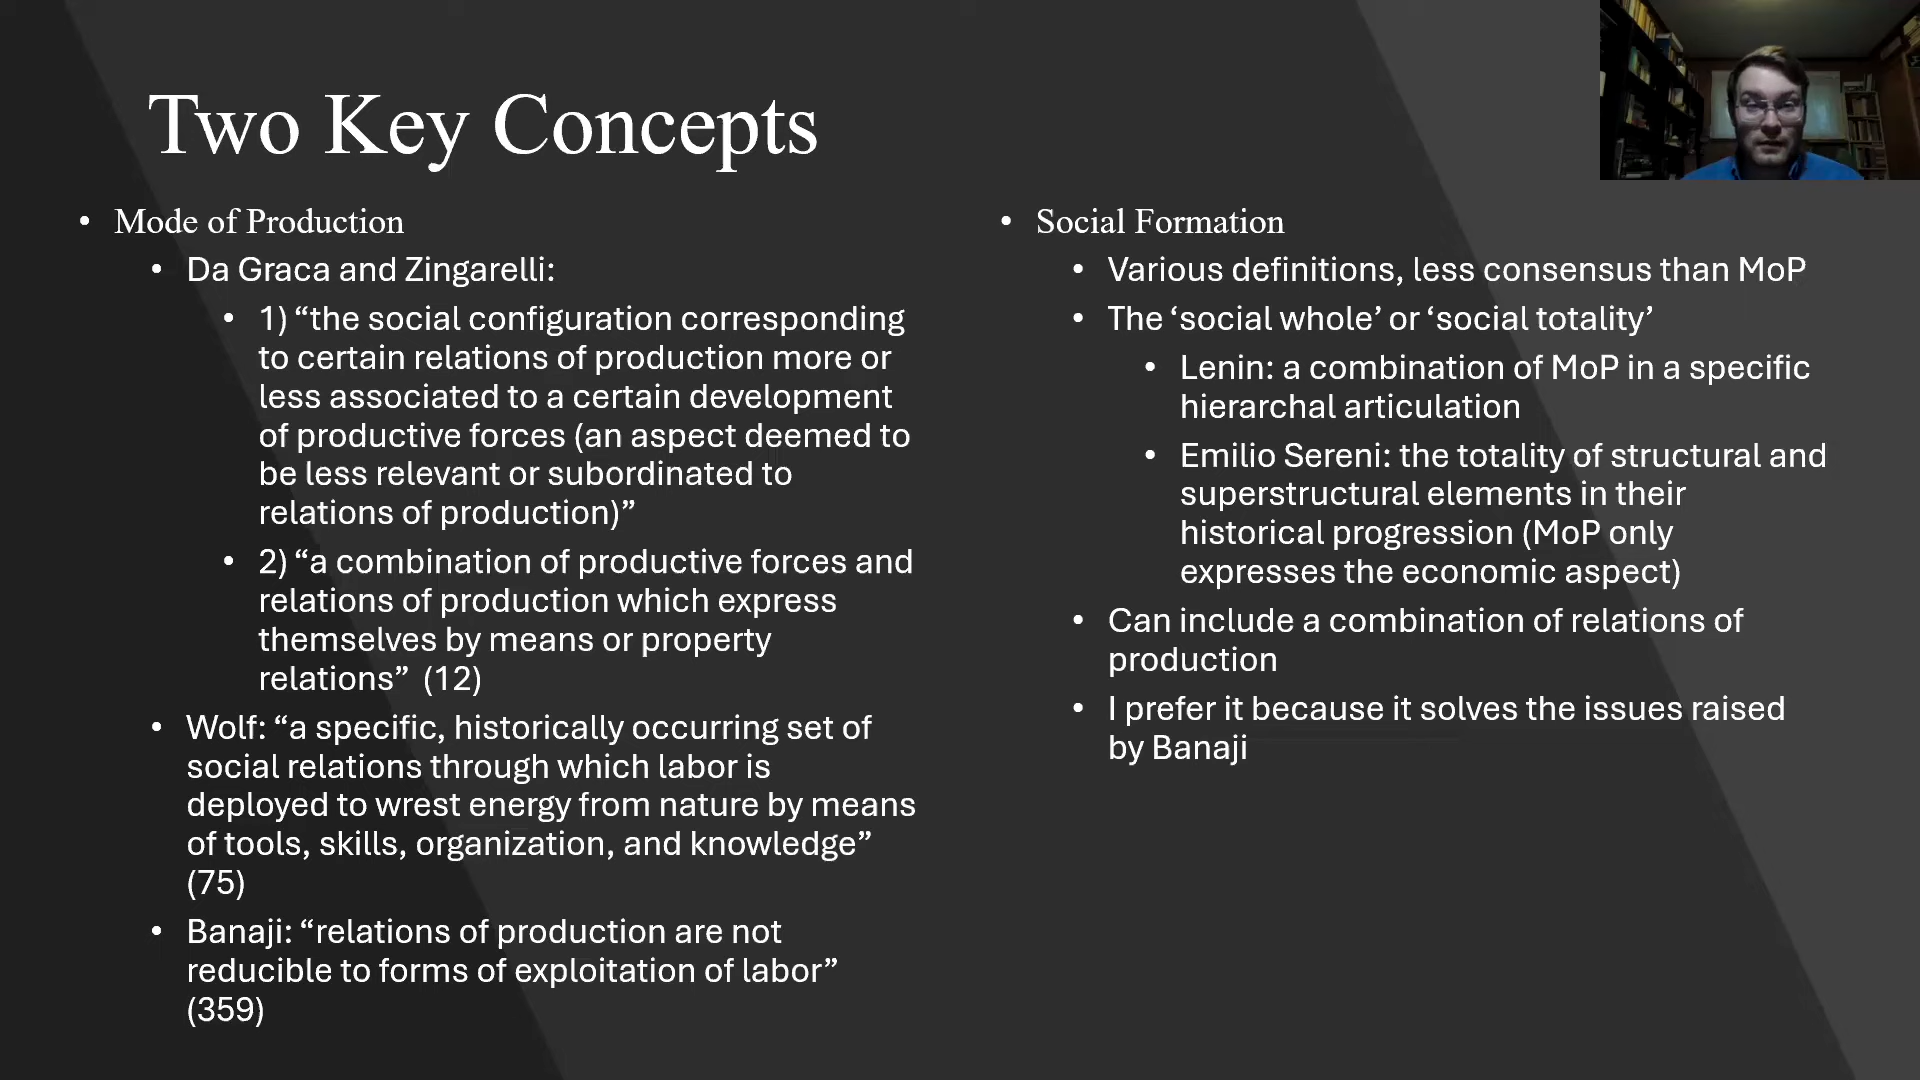 Two Key Concepts
• Mode of Production
• Da Graca and Zingarelli:
• 1) “the social configuration corresponding
to certain relations of production more or
less associated to a certain development
of productive forces (an aspect deemed to
be less relevant or subordinated to
relations of production)”
• 2) “a combination of productive forces and
relations of production which express
themselves by means or property
relations” (12)
• Wolf: “a specific, historically occurring set of
social relations through which labor is
deployed to wrest energy from nature by means
of tools, skills, organization, and knowledge”
(75)
• Banaji: “relations of production are not
reducible to forms of exploitation of labor”
(359)
• Social Formation
• Various definitions, less consensus than MoP
• The ‘social whole’ or ‘social totality’
• Lenin: a combination of MoP in a specific
hierarchal articulation
• Emilio Sereni: the totality of structural and
superstructural elements in their
historical progression (MoP only
expresses the economic aspect)
• Can include a combination of relations of
production
• I prefer it because it solves the issues raised
by Banaji